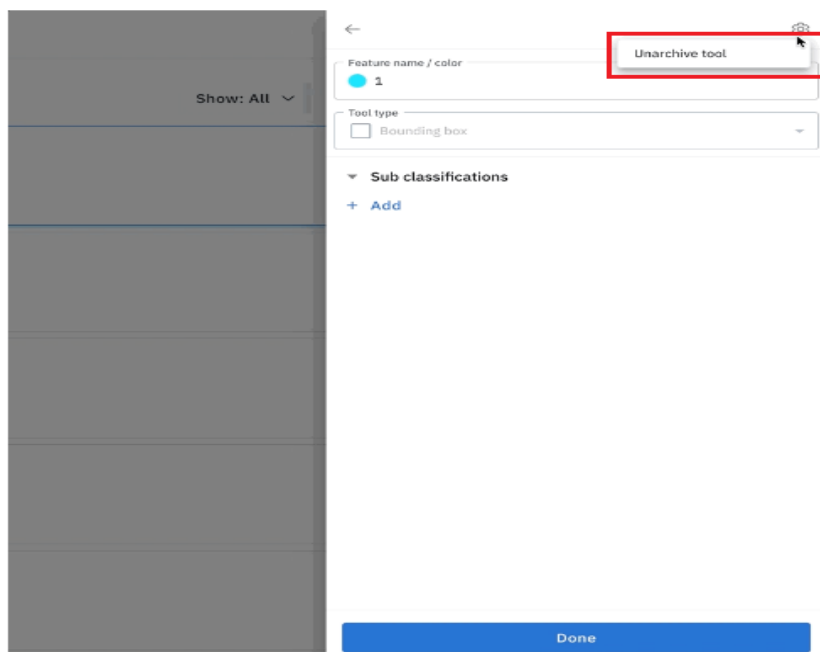 Unarchive tool
Feature name / color
1
Show: All
Tool type
Bounding box
Sub classifications
+ Add
Done